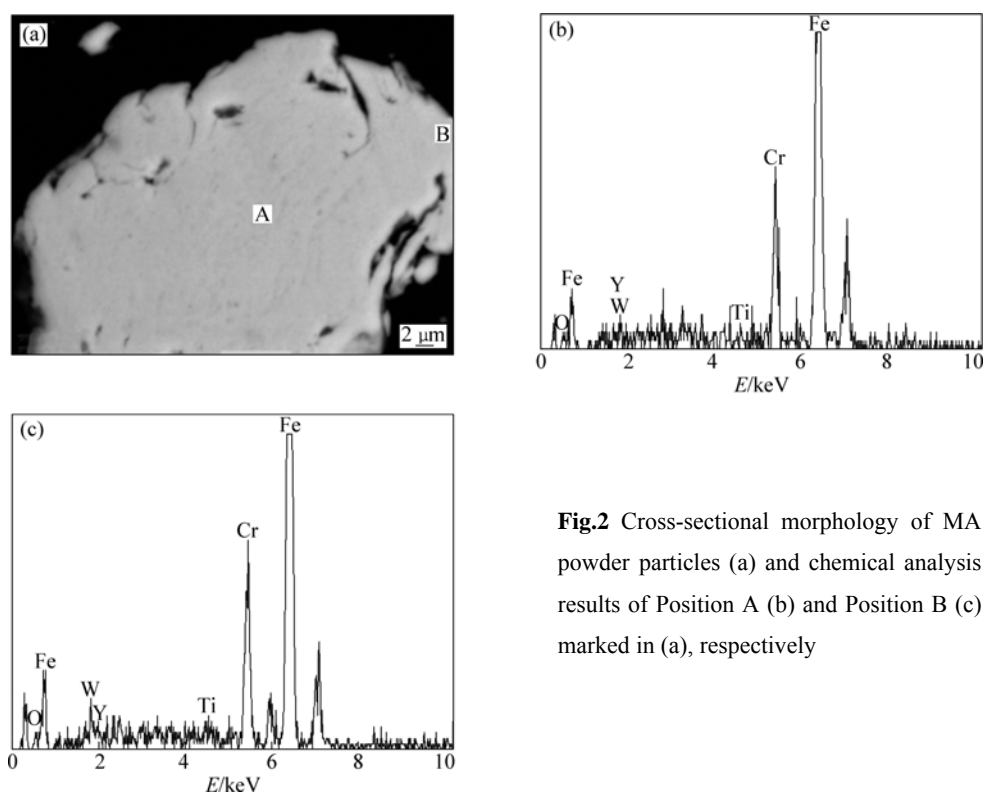 (a)
B
A
2 μm
(b)
Fe
Cr
Fe
Y
W
O
Ti
0 2 4 6 8 10
E/keV
(c)
Fe
Cr
Fe
W
O
Y
Ti
0 2 4 6 8 10
E/keV
Fig.2 Cross-sectional morphology of MA
powder particles (a) and chemical analysis
results of Position A (b) and Position B (c)
marked in (a), respectively